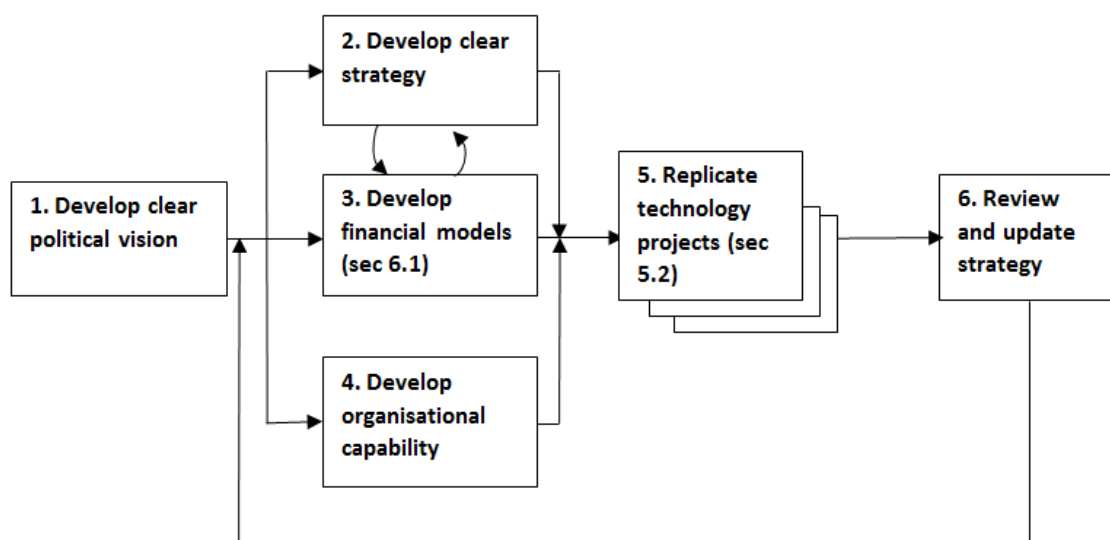 1. Develop clear
political vision
2. Develop clear
strategy
3. Develop
financial models
(sec 6.1)
4. Develop
organisational
capability
5. Replicate
technology
projects (sec
5.2)
6. Review
and update
strategy